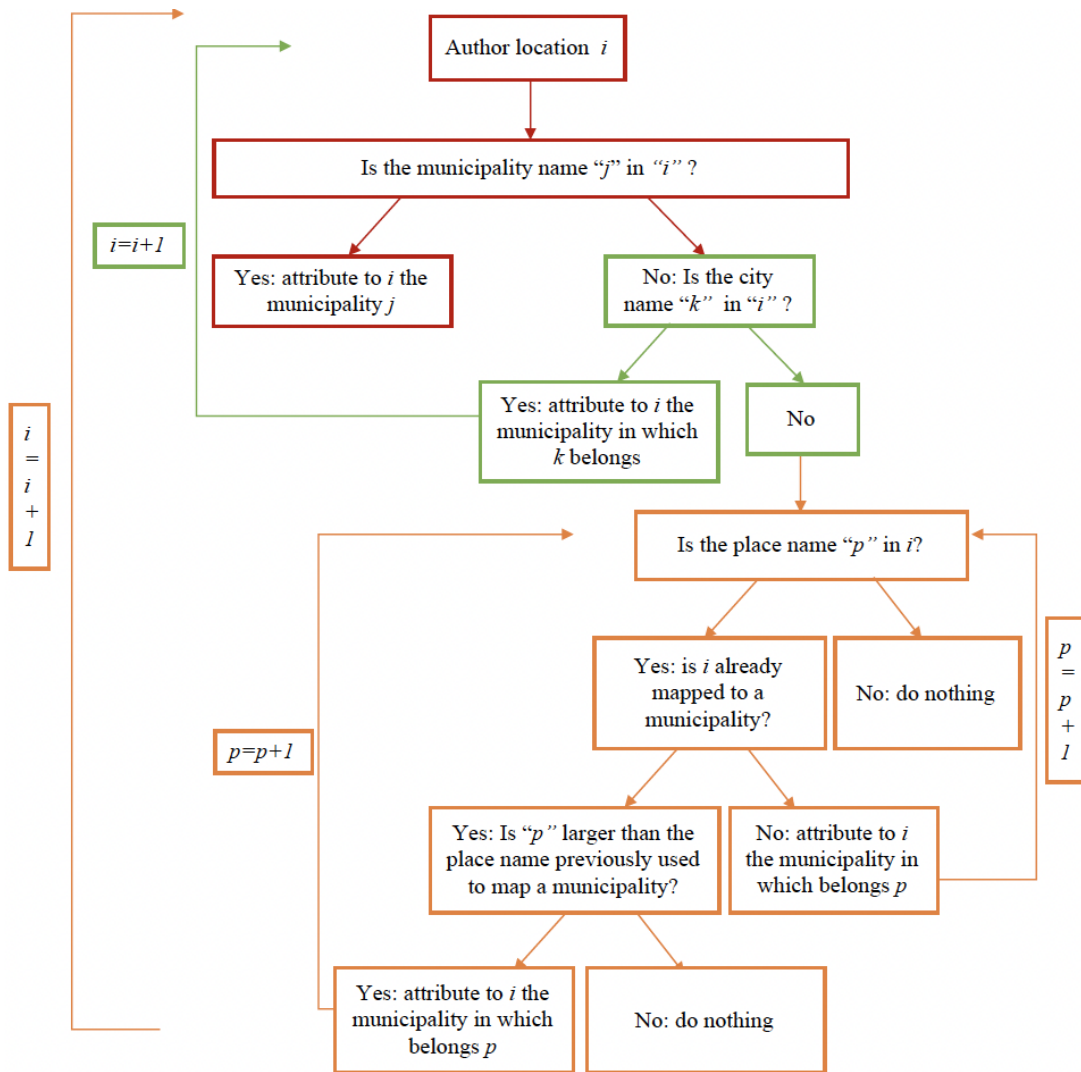 Author location i
Is the municipality name “j” in “i” ?
i=i+1
Yes: attribute to i the
municipality j
No: Is the city
name “k” in “i” ?
Yes: attribute to i the
municipality in which
k belongs
No
i
=
i
+
1
Is the place name “p” in i?
Yes: is i already
mapped to a
municipality?
No: do nothing
p
=
p
+
1
p=p+1
Yes: Is “p” larger than the
place name previously used
to map a municipality?
No: attribute to i
the municipality in
which belongs p
Yes: attribute to i the
municipality in which
belongs p
No: do nothing